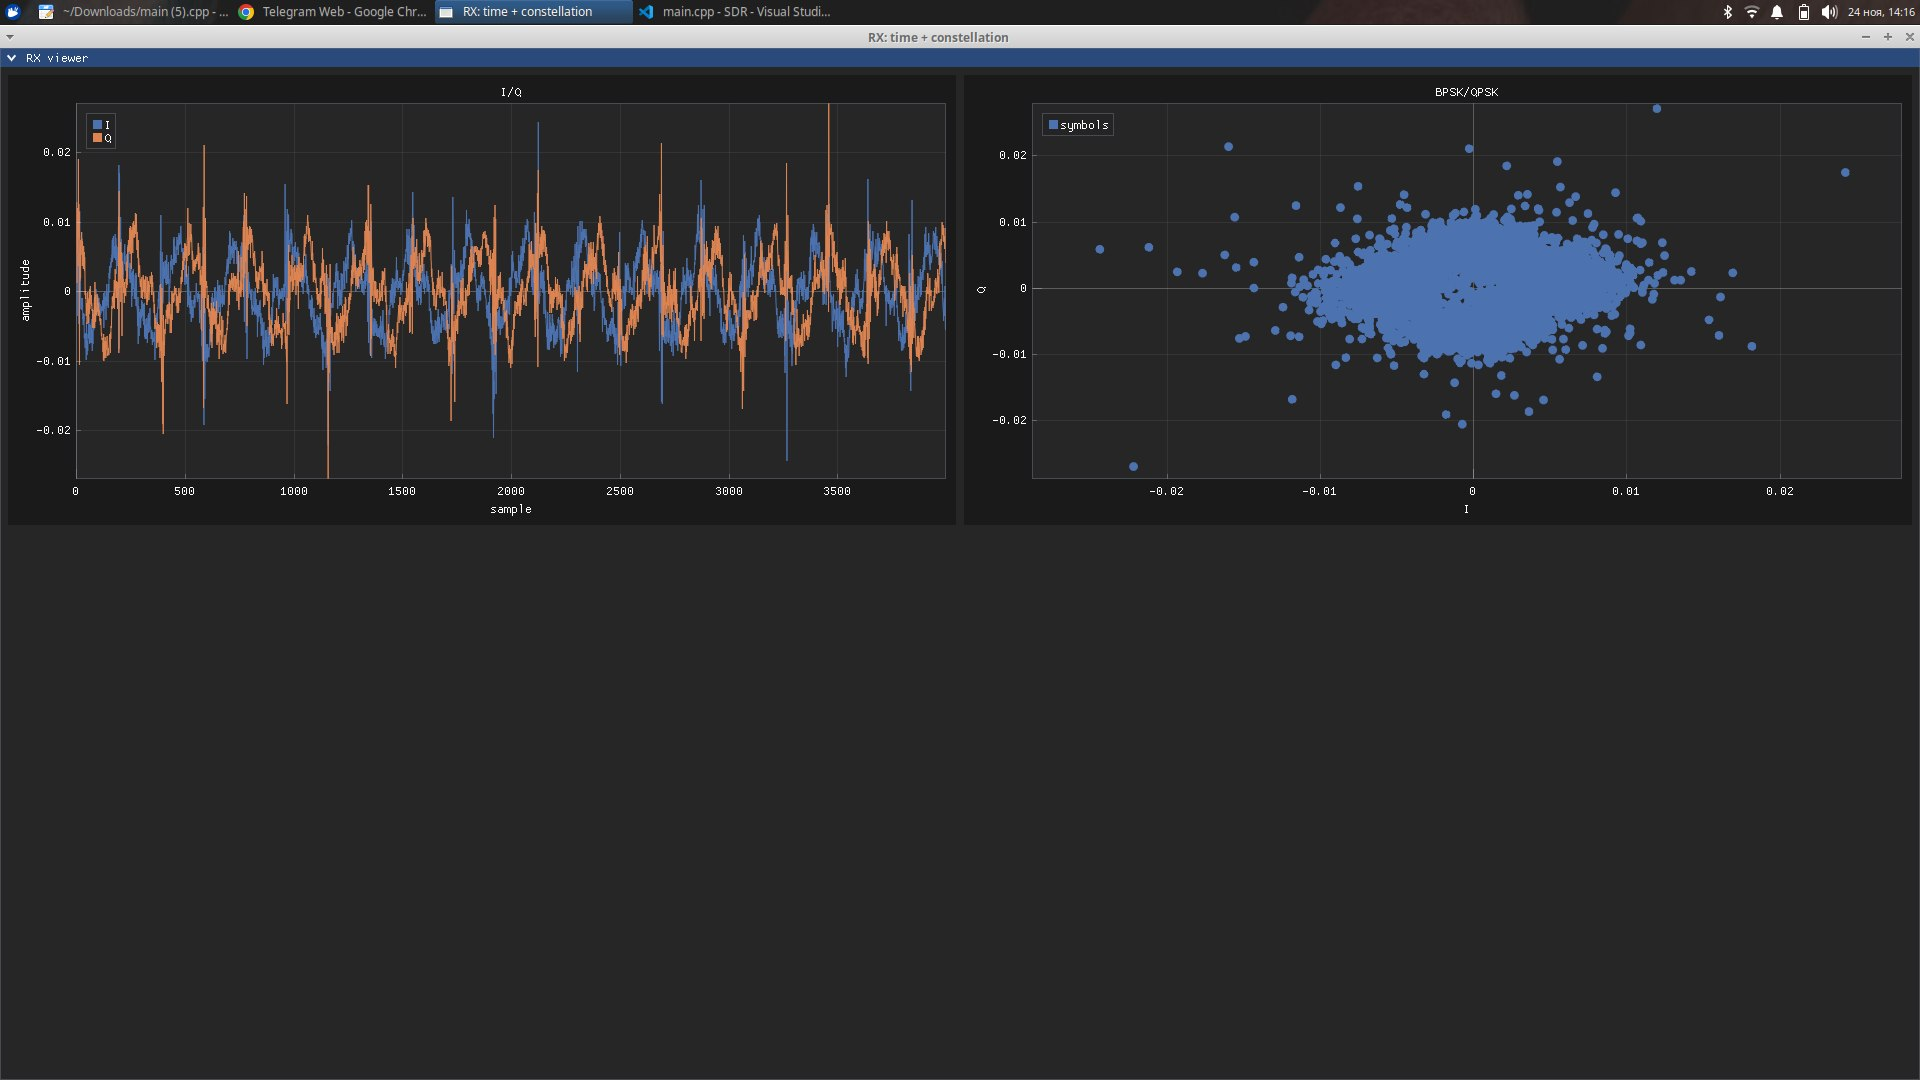 ~/Downloads/main (5).cpp - ...
Telegram Web - Google Chr...
RX: time + constellation
main.cpp - SDR - Visual Studi...
24 ноя, 14:16
RX: time + constellation
RX viewer
I/Q
I
Q
0.02
0.01
0
-0.01
-0.02
amplitude
0
500
1000
1500
2000
2500
3000
3500
sample
BPSK/QPSK
symbols
0.02
0.01
0
-0.01
-0.02
Q
-0.02
-0.01
0
0.01
0.02
I